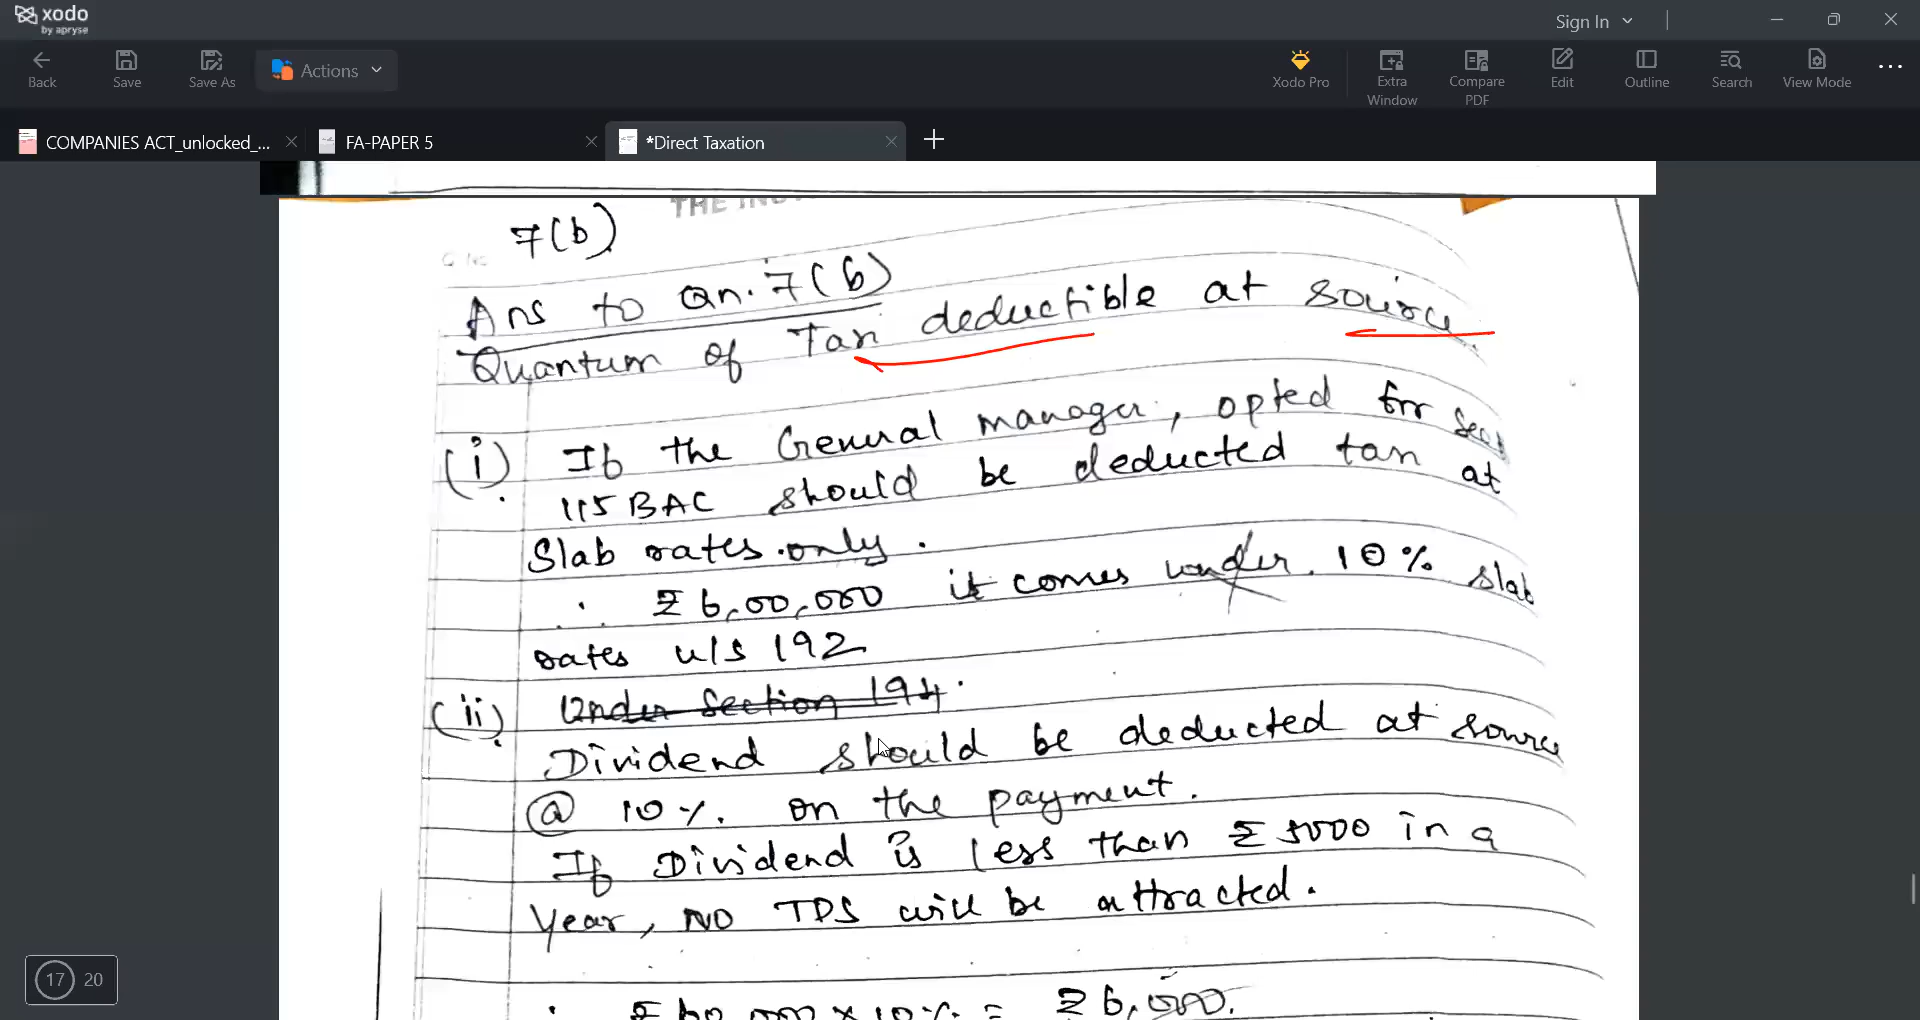 xodo
by apryse
Sign In
Back
Save
Save As
Actions
Xodo Pro
Extra Window
Compare PDF
Edit
Outline
Search
View Mode
COMPANIES ACT_unlocked_...
FA-PAPER 5
*Direct Taxation
THE
7(b)
Ans to Qn. 7(b)
Quantum of Tax deductible at source
(i) If the General manager, opted for
115BAC should be deducted tax at
Slab rates only.
₹ 6,00,000 it comes under 10% slab
rates u/s 192
(ii) Under Section 194.
Dividend should be deducted at source
@ 10%. on the payment.
If Dividend is less than ₹ 5000 in a
year, NO TDS will be attracted.
₹ 6,000.
17 20